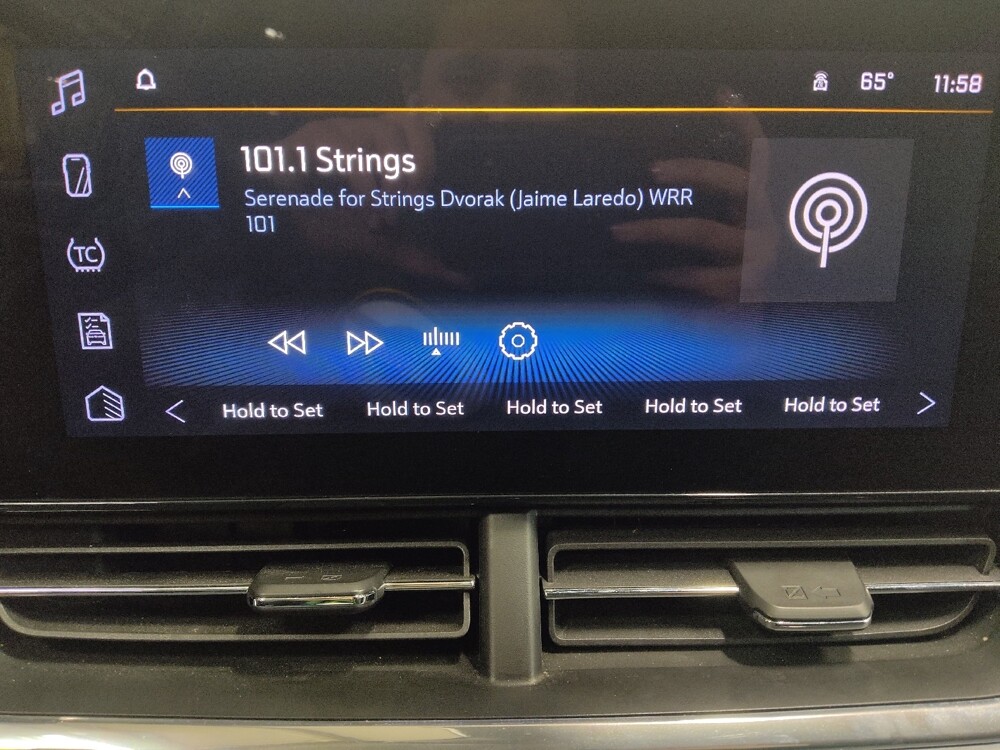 65° 11:58
101.1 Strings
Serenade for Strings Dvorak (Jaime Laredo) WRR
101
TC
Hold to Set Hold to Set Hold to Set Hold to Set Hold to Set